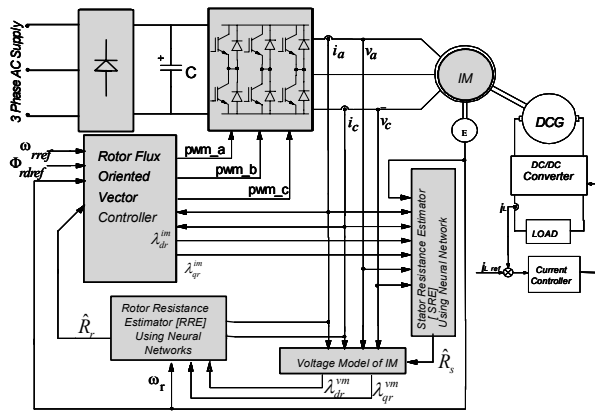 3 Phase AC Supply
+
C
i_a
v_a
i_c
v_c
IM
E
DCG
DC/DC
Converter
i_L
LOAD
i_L ref
Current
Controller
ω_rref
Φ_rdref
Rotor Flux
Oriented
Vector
Controller
pwm_a
pwm_b
pwm_c
λ_dr^im
λ_qr^im
Stator Resistance Estimator
[ SRE]
Using Neural Network
R̂_r
Rotor Resistance
Estimator [RRE]
Using Neural
Networks
Voltage Model of IM
R̂_s
ω_r
λ_dr^vm
λ_qr^vm